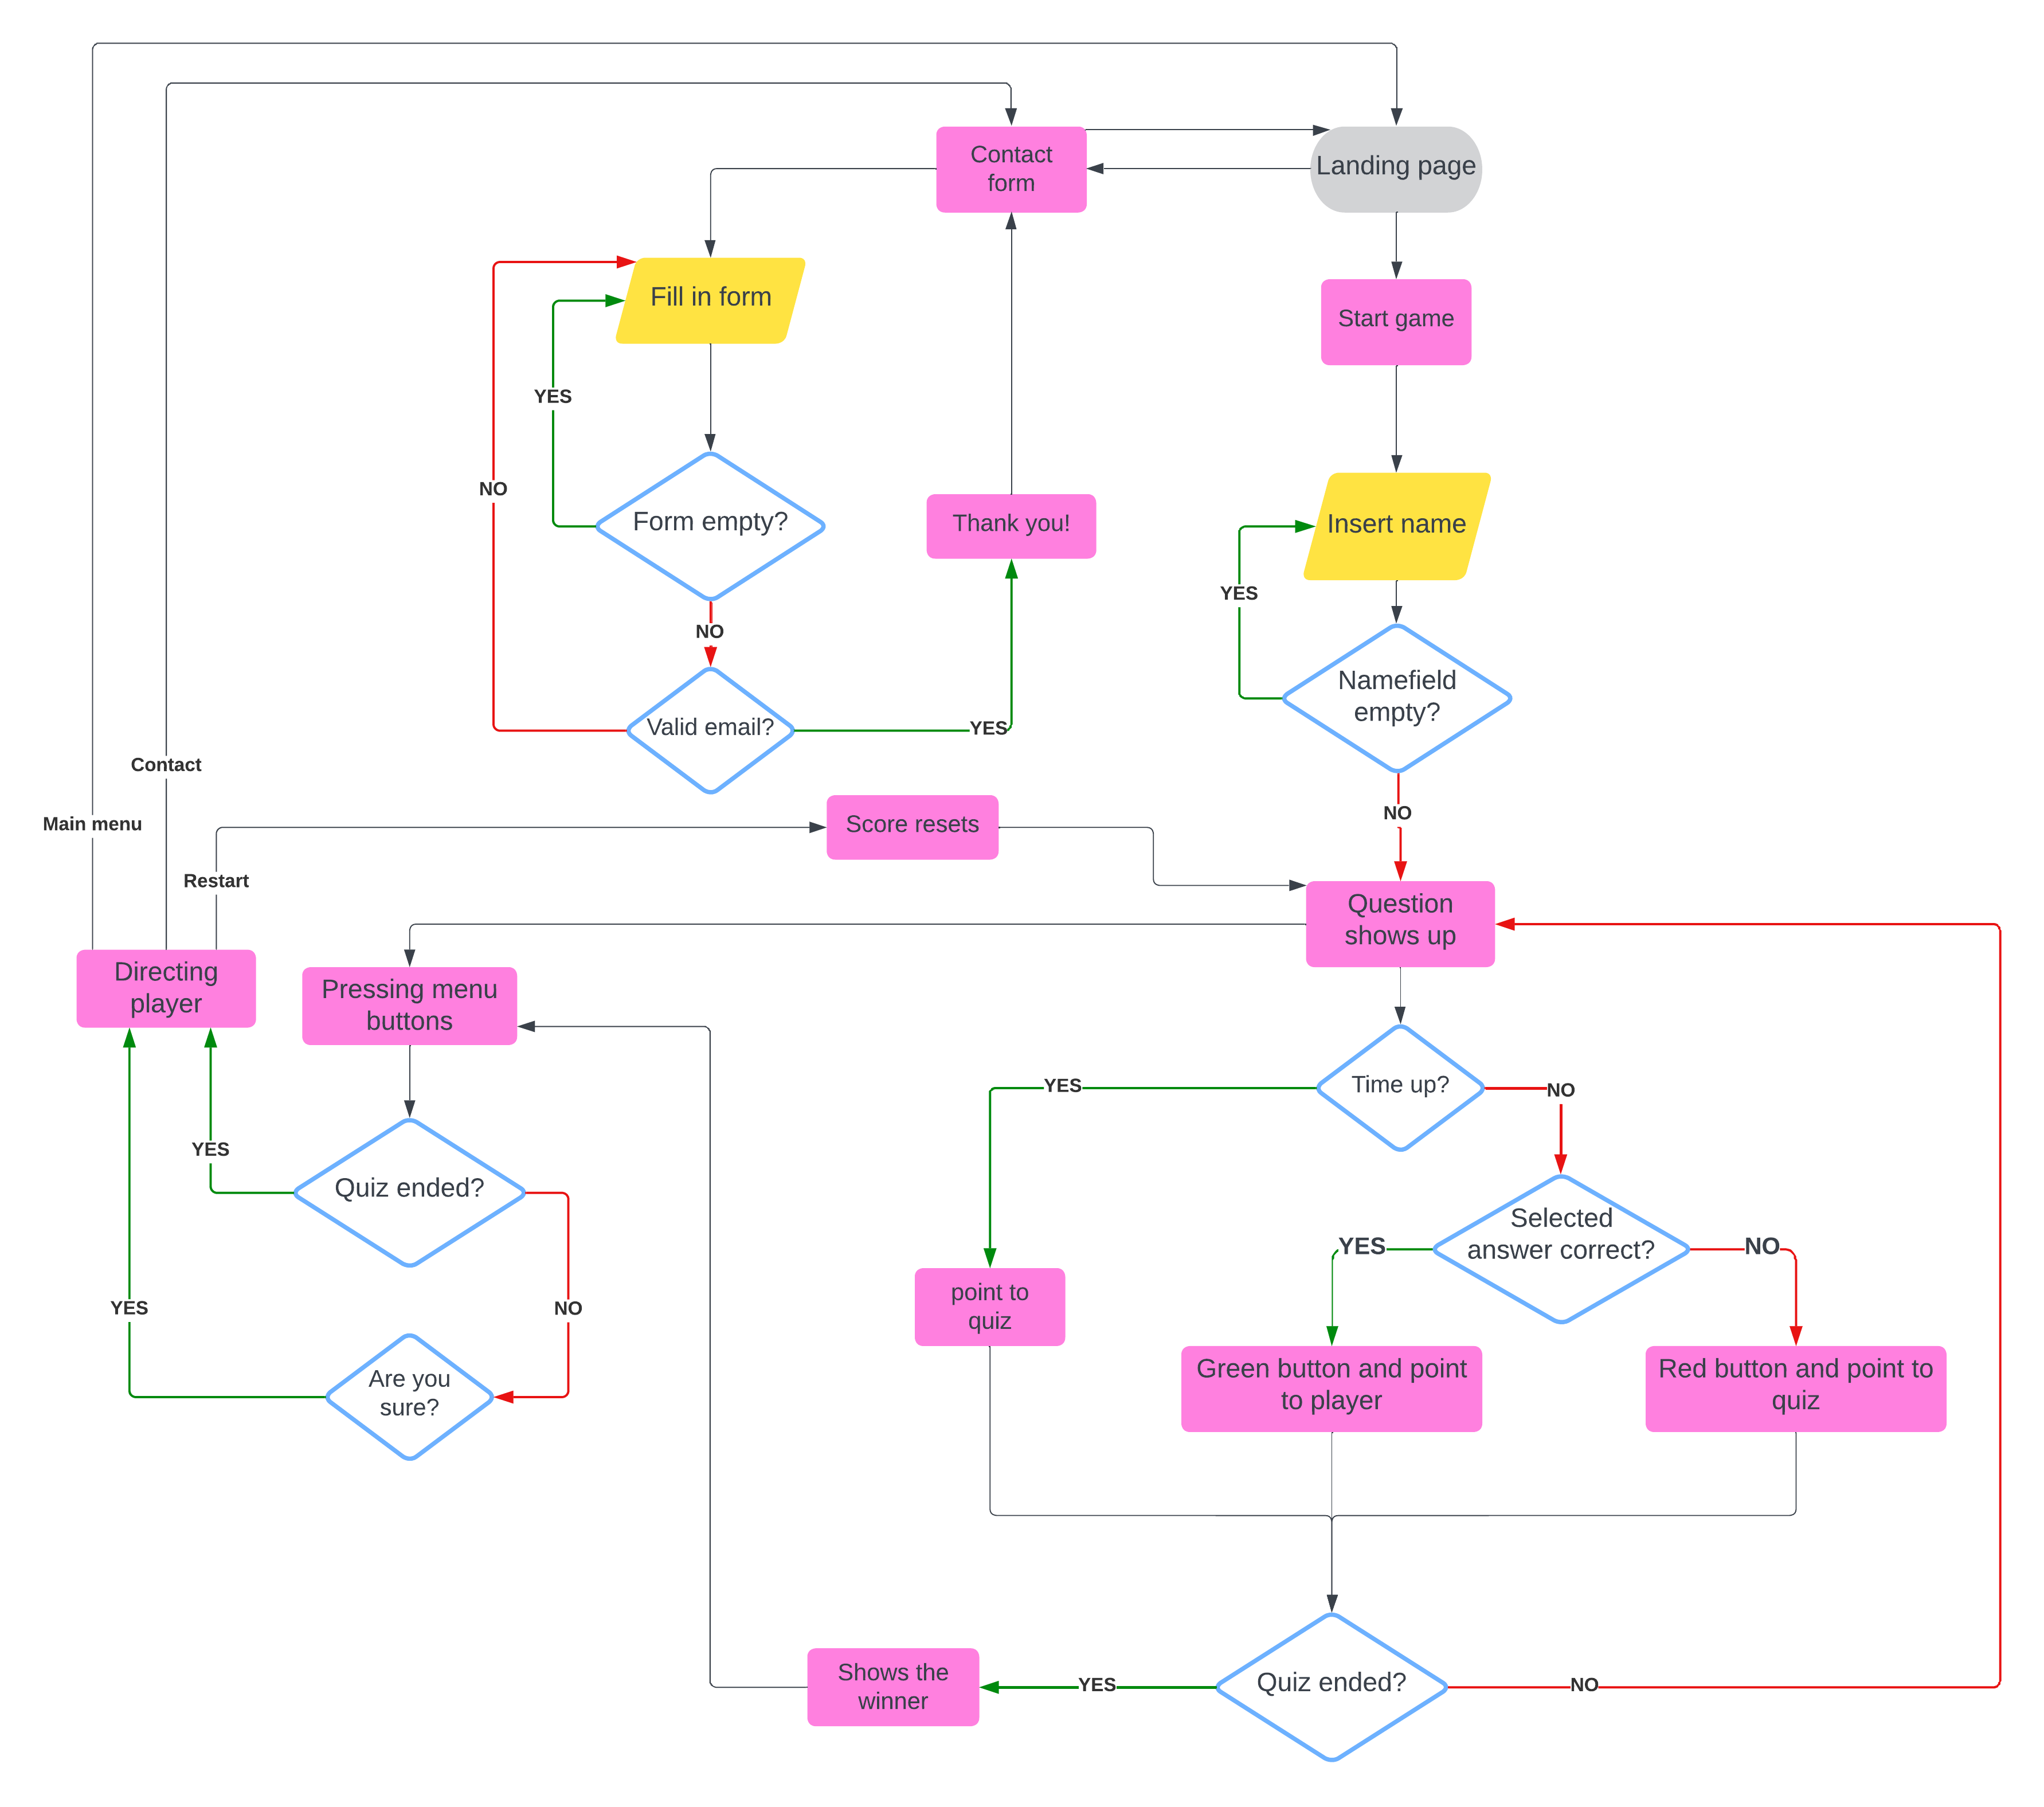 Contact
form
Landing page
Fill in form
Start game
YES
NO
Form empty?
Thank you!
Insert name
YES
NO
Valid email?
YES
Namefield
empty?
NO
Contact
Main menu
Restart
Score resets
Question
shows up
Directing
player
Pressing menu
buttons
Time up?
YES
NO
YES
Quiz ended?
Selected
answer correct?
YES
NO
YES
NO
point to
quiz
Are you
sure?
Green button and point
to player
Red button and point to
quiz
Shows the
winner
YES
Quiz ended?
NO